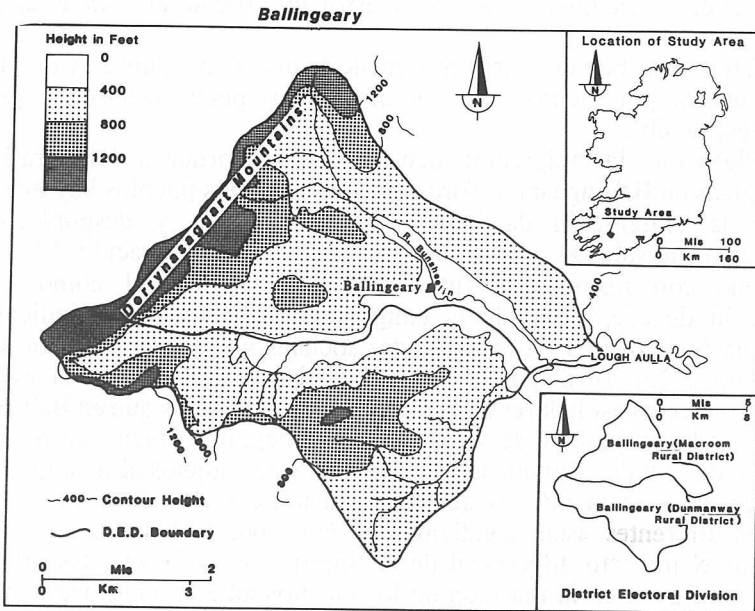 Ballingeary
Height in Feet
0
400
800
1200
Derrynasaggart Mountains
1200
800
N
R. Bunsheelin
Ballingeary
400
LOUGH AULLA
1200
800
800
400 Contour Height
D.E.D. Boundary
Mls
0 2
0 3
Km
Location of Study Area
Study Area
0 Mls 100
Km 160
N
0 Mls 5
0 Km 8
Ballingeary (Macroom
Rural District)
Ballingeary (Dunmanway
Rural District)
District Electoral Division